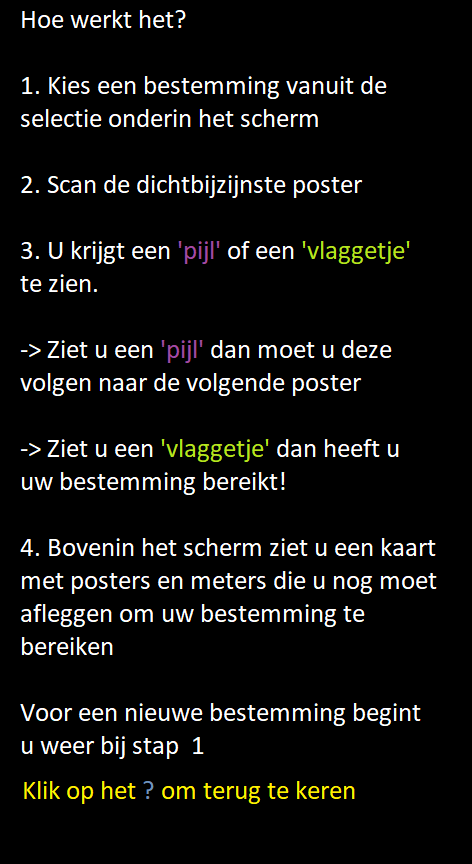 Hoe werkt het?
1. Kies een bestemming vanuit de
selectie onderin het scherm
2. Scan de dichtbijzijnste poster
3. U krijgt een 'pijl' of een 'vlaggetje'
te zien.
-> Ziet u een 'pijl' dan moet u deze
volgen naar de volgende poster
-> Ziet u een 'vlaggetje' dan heeft u
uw bestemming bereikt!
4. Bovenin het scherm ziet u een kaart
met posters en meters die u nog moet
afleggen om uw bestemming te
bereiken
Voor een nieuwe bestemming begint
u weer bij stap  1
Klik op het ? om terug te keren